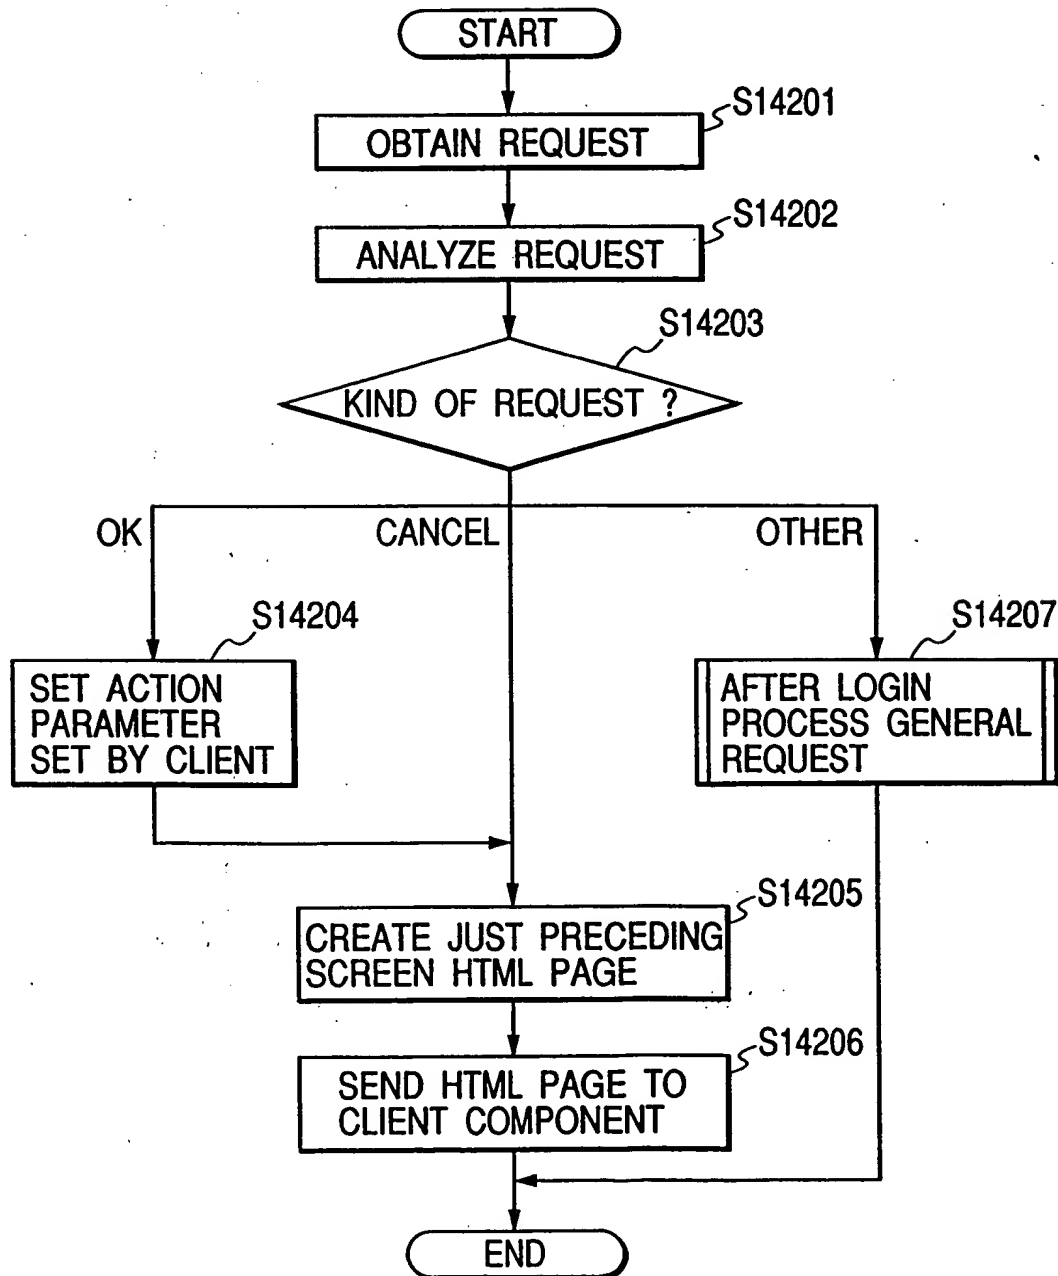 START
S14201
OBTAIN REQUEST
S14202
ANALYZE REQUEST
S14203
KIND OF REQUEST ?
OK
CANCEL
OTHER
S14204
SET ACTION
PARAMETER
SET BY CLIENT
S14207
AFTER LOGIN
PROCESS GENERAL
REQUEST
S14205
CREATE JUST PRECEDING
SCREEN HTML PAGE
S14206
SEND HTML PAGE TO
CLIENT COMPONENT
END